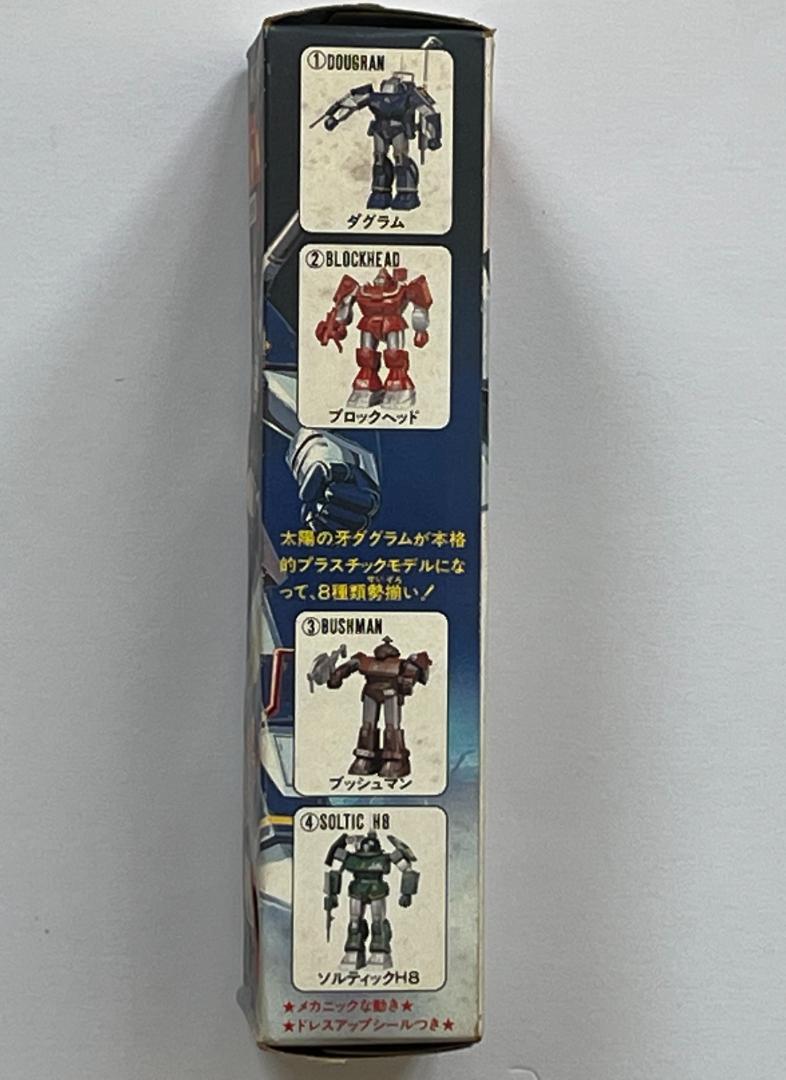 ①DOUGRAN
ダグラム
②BLOCKHEAD
ブロックヘッド
太陽の牙ダグラムが本格
的プラスチックモデルにな
って、8種類勢揃い!
せいぞろ
③BUSHMAN
ブッシュマン
④SOLTIC H8
ソルティックH8
★メカニックな動き★
★ドレスアップシールつき★